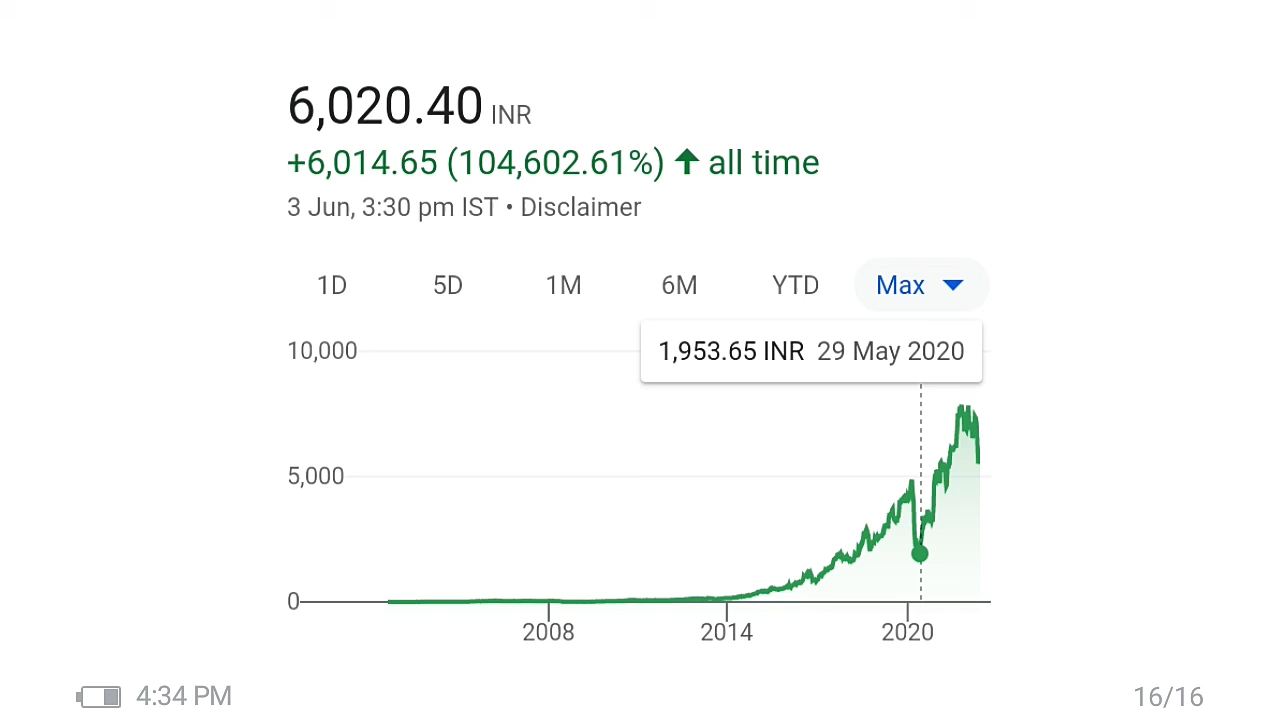 6,020.40 INR
+6,014.65 (104,602.61%) ↑ all time
3 Jun, 3:30 pm IST • Disclaimer
1D 5D 1M 6M YTD Max
10,000
1,953.65 INR 29 May 2020
5,000
0
2008 2014 2020
4:34 PM 16/16